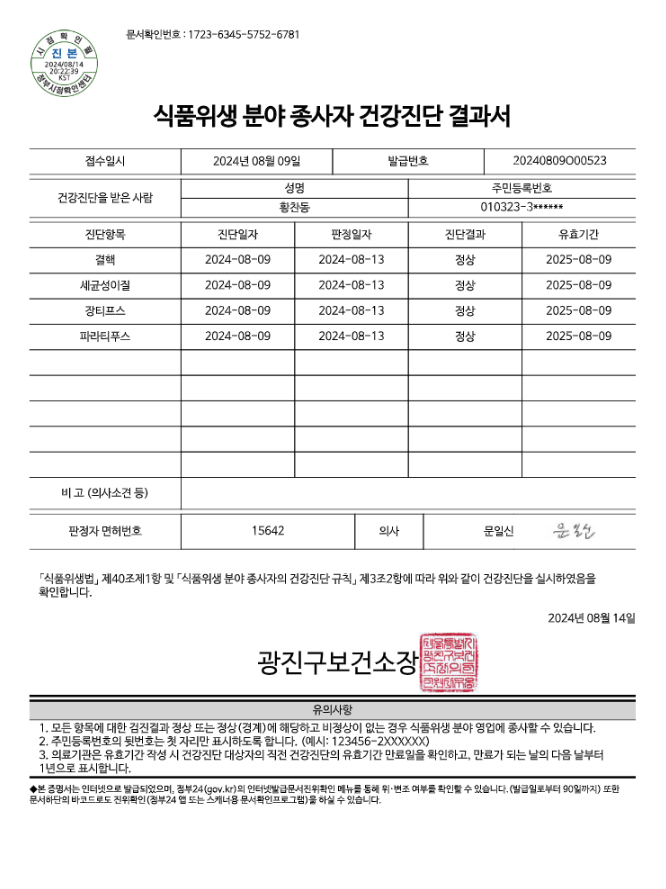 시점확인필
진 본
2024/08/14
20:22:39
KST
정부시점확인센터
문서확인번호 : 1723-6345-5752-6781
식품위생 분야 종사자 건강진단 결과서
접수일시 2024년 08월 09일 발급번호 20240809O00523
건강진단을 받은 사람 성명 주민등록번호
황찬동 010323-3******
진단항목 진단일자 판정일자 진단결과 유효기간
결핵 2024-08-09 2024-08-13 정상 2025-08-09
세균성이질 2024-08-09 2024-08-13 정상 2025-08-09
장티프스 2024-08-09 2024-08-13 정상 2025-08-09
파라티푸스 2024-08-09 2024-08-13 정상 2025-08-09
비 고 (의사소견 등)
판정자 면허번호 15642 의사 문일신 문일신
「식품위생법」 제40조제1항 및 「식품위생 분야 종사자의 건강진단 규칙」 제3조2항에 따라 위와 같이 건강진단을 실시하였음을
확인합니다.
2024년 08월 14일
광진구보건소장
유의사항
1. 모든 항목에 대한 검진결과 정상 또는 정상(경계)에 해당하고 비정상이 없는 경우 식품위생 분야 영업에 종사할 수 있습니다.
2. 주민등록번호의 뒷번호는 첫 자리만 표시하도록 합니다. (예시: 123456-2XXXXXX)
3. 의료기관은 유효기간 작성 시 건강진단 대상자의 직전 건강진단의 유효기간 만료일을 확인하고, 만료가 되는 날의 다음 날부터
1년으로 표시합니다.
◆본 증명서는 인터넷으로 발급되었으며, 정부24(gov.kr)의 인터넷발급문서진위확인 메뉴를 통해 위·변조 여부를 확인할 수 있습니다.(발급일로부터 90일까지) 또한
문서하단의 바코드로도 진위확인(정부24 앱 또는 스캐너용 문서확인프로그램)을 하실 수 있습니다.